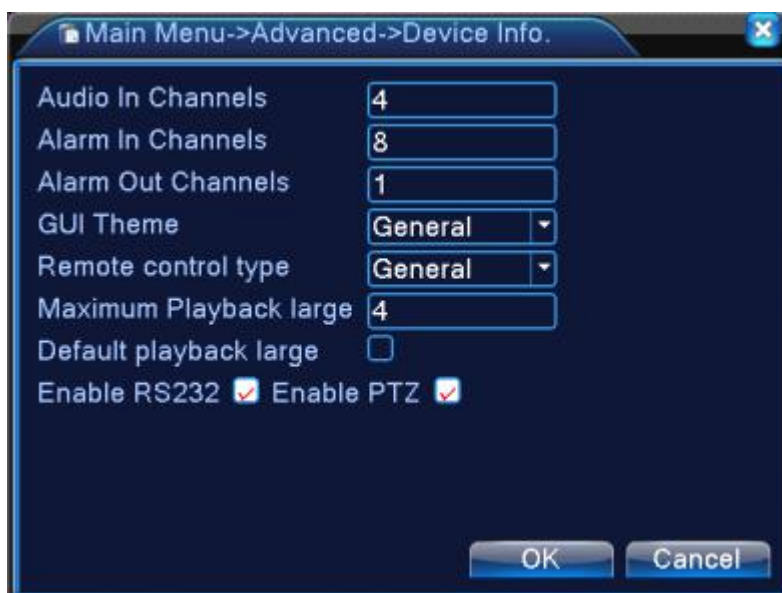 Main Menu->Advanced->Device Info.
Audio In Channels 4
Alarm In Channels 8
Alarm Out Channels 1
GUI Theme General
Remote control type General
Maximum Playback large 4
Default playback large
Enable RS232 Enable PTZ
OK Cancel